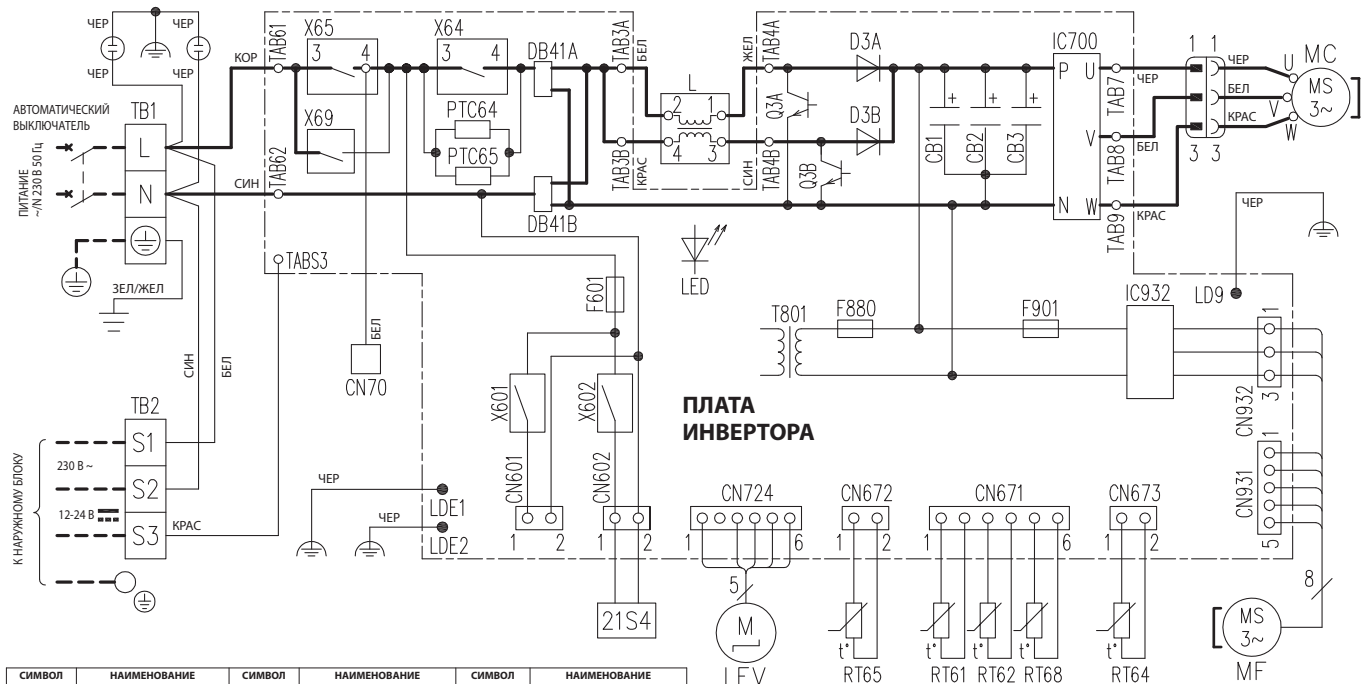 ЧЕР ЧЕР
ЧЕР ЧЕР
АВТОМАТИЧЕСКИЙ
ВЫКЛЮЧАТЕЛЬ
ПИТАНИЕ
~/N 230 В 50 Гц
TB1
L
N
ЗЕЛ/ЖЕЛ
СИН
БЕЛ
TB2
S1
S2
S3
230 В ~
12-24 В
К НАРУЖНОМУ БЛОКУ
КРАС
КОР
СИН
TAB61
TAB62
TABS3
X65
3 4
X69
X64
3 4
PTC64
PTC65
DB41A
DB41B
TAB3A
БЕЛ
TAB3B
КРАС
L
2 1
4 3
ЖЕЛ
TAB4A
СИН
TAB4B
Q3A
Q3B
D3A
D3B
+ + +
CB1
CB2
CB3
IC700
P U
V
N W
TAB7
TAB8
TAB9
ЧЕР
БЕЛ
КРАС
1 1
3 3
ЧЕР
БЕЛ
КРАС
U
V
W
MC
MS
3~
ЧЕР
LD9
LED
T801
F880
F901
IC932
1
3
CN932
1
5
CN931
8
MS
3~
MF
БЕЛ
CN70
F601
X601
X602
ПЛАТА
ИНВЕРТОРА
ЧЕР
LDE1
ЧЕР
LDE2
CN601
1 2
CN602
1 2
21S4
CN724
1 6
5
M
LEV
CN672
1 2
t°
RT65
CN671
1 6
t° t° t°
RT61 RT62 RT68
CN673
1 2
t°
RT64
СИМВОЛ НАИМЕНОВАНИЕ СИМВОЛ НАИМЕНОВАНИЕ СИМВОЛ НАИМЕНОВАНИЕ